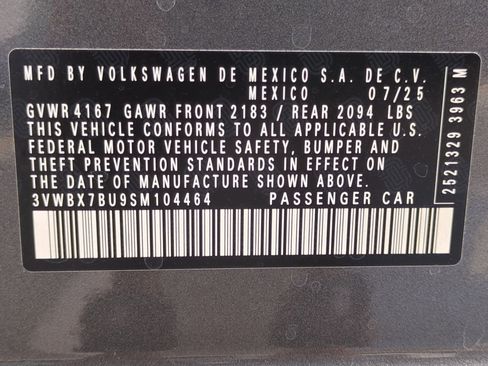 MFD BY VOLKSWAGEN DE MEXICO S.A. DE C.V.
MEXICO 07/25
GVWR 4167 GAWR FRONT 2183 / REAR 2094 LBS
THIS VEHICLE CONFORMS TO ALL APPLICABLE U.S.
FEDERAL MOTOR VEHICLE SAFETY, BUMPER AND
THEFT PREVENTION STANDARDS IN EFFECT ON THE
DATE OF MANUFACTURE SHOWN ABOVE.
3VWBX7BU9SM104464 PASSENGER CAR
2521329 3963 M